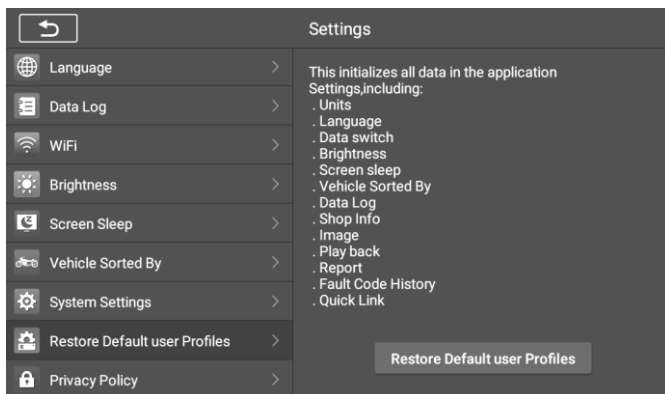 Settings
Language
Data Log
WiFi
Brightness
Screen Sleep
Vehicle Sorted By
System Settings
Restore Default user Profiles
Privacy Policy
This initializes all data in the application
Settings,including:
. Units
. Language
. Data switch
. Brightness
. Screen sleep
. Vehicle Sorted By
. Data Log
. Shop Info
. Image
. Play back
. Report
. Fault Code History
. Quick Link
Restore Default user Profiles